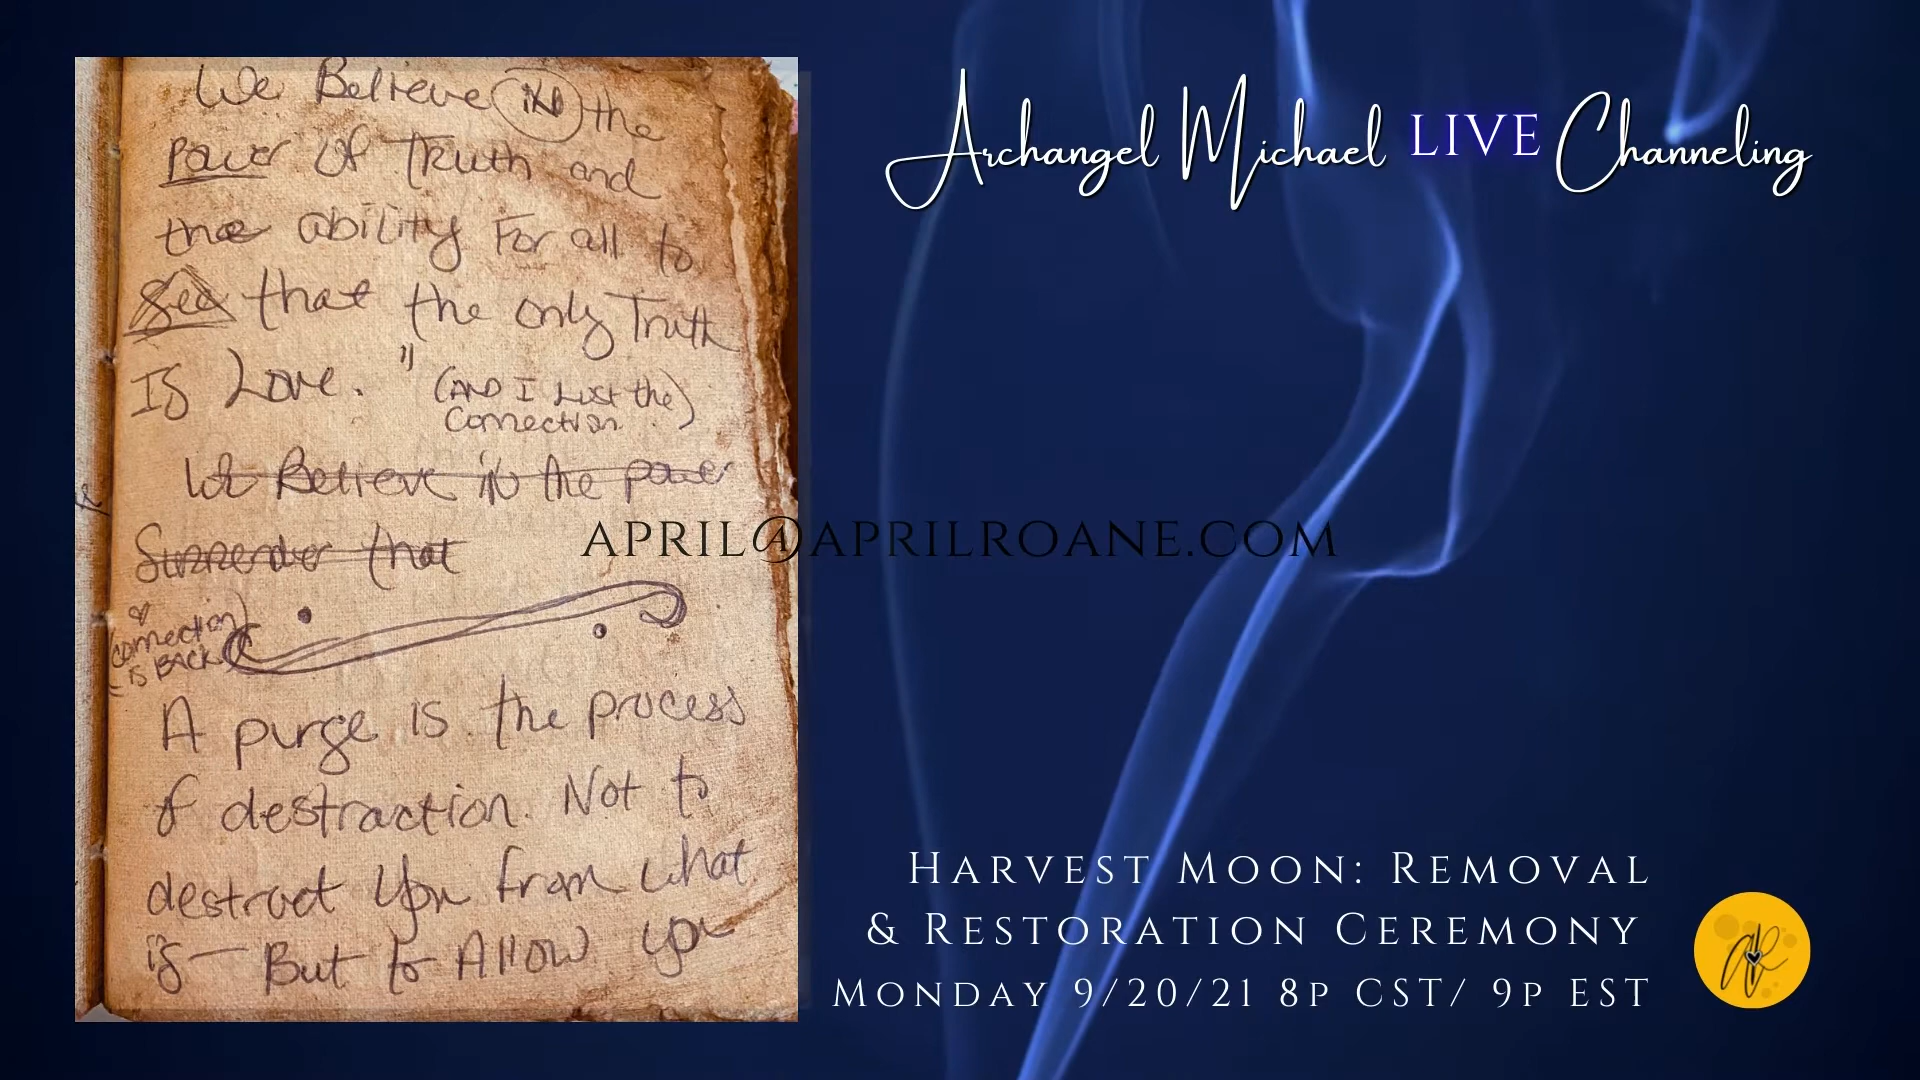 We Believe IN the
Power of Truth and
the ability For all to
See that the only Truth
Is Love."
(AND I Lost the)
Connection
We Believe in the power
Surrender that
(Connection
is BACK
A purge is the process
of destraction. Not to
destract you from what
is — But to Allow you
Archangel Michael LIVE Channeling
APRIL@APRILROANE.COM
Harvest Moon: Removal
& Restoration Ceremony
Monday 9/20/21 8p CST/ 9p EST